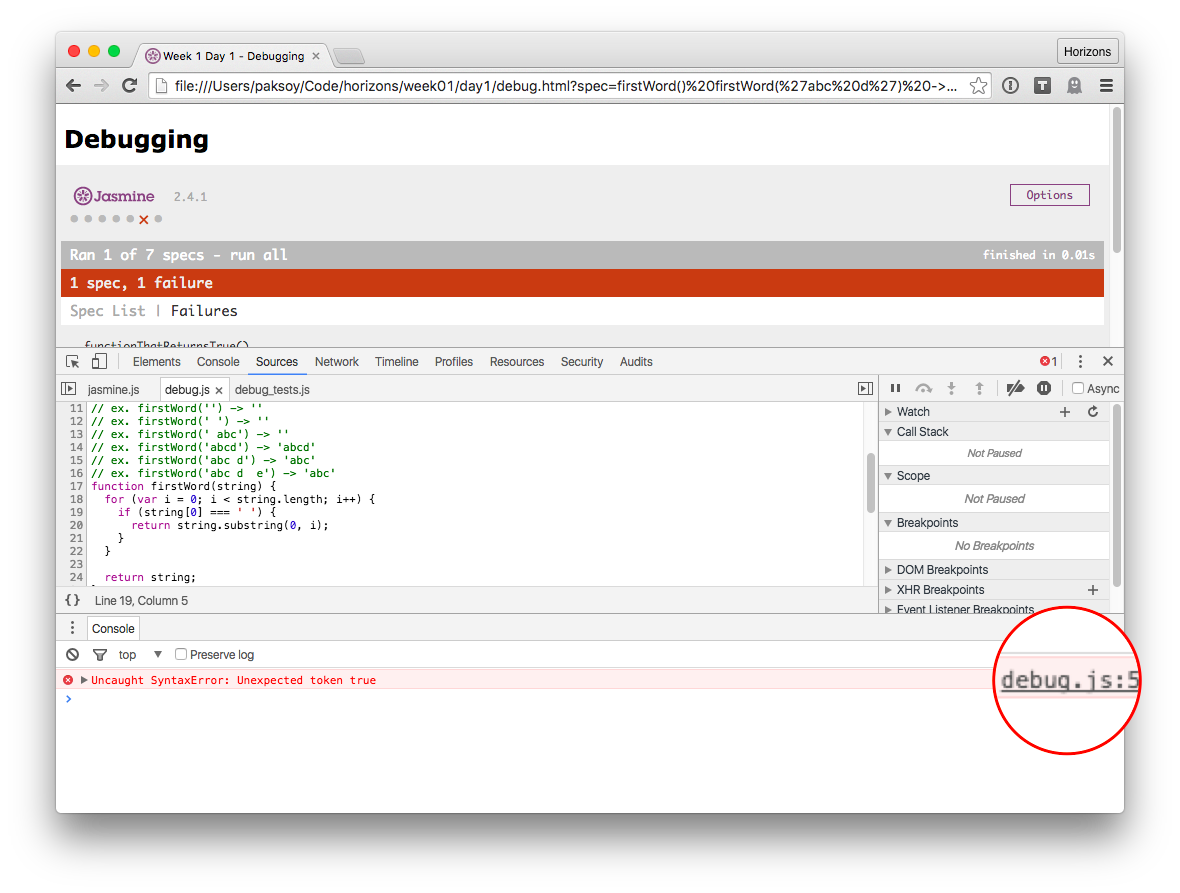 Week 1 Day 1 - Debugging
Horizons
file:///Users/paksoy/Code/horizons/week01/day1/debug.html?spec=firstWord()%20firstWord(%27abc%20d%27)%20->...
T
Debugging
Jasmine 2.4.1
Options
Ran 1 of 7 specs - run all
finished in 0.01s
1 spec, 1 failure
Spec List | Failures
functionThatReturnsTrue()
Elements Console Sources Network Timeline Profiles Resources Security Audits 1
jasmine.js debug.js debug_tests.js Async
11 // ex. firstWord('') -> ''
12 // ex. firstWord(' ') -> ''
13 // ex. firstWord(' abc') -> ''
14 // ex. firstWord('abcd') -> 'abcd'
15 // ex. firstWord('abc d') -> 'abc'
16 // ex. firstWord('abc d  e') -> 'abc'
17 function firstWord(string) {
18   for (var i = 0; i < string.length; i++) {
19     if (string[0] === ' ') {
20       return string.substring(0, i);
21     }
22   }
23
24   return string;
{} Line 19, Column 5
Watch
Call Stack
Not Paused
Scope
Not Paused
Breakpoints
No Breakpoints
DOM Breakpoints
XHR Breakpoints
Event Listener Breakpoints
Console
top Preserve log
Uncaught SyntaxError: Unexpected token true
debug.js:5